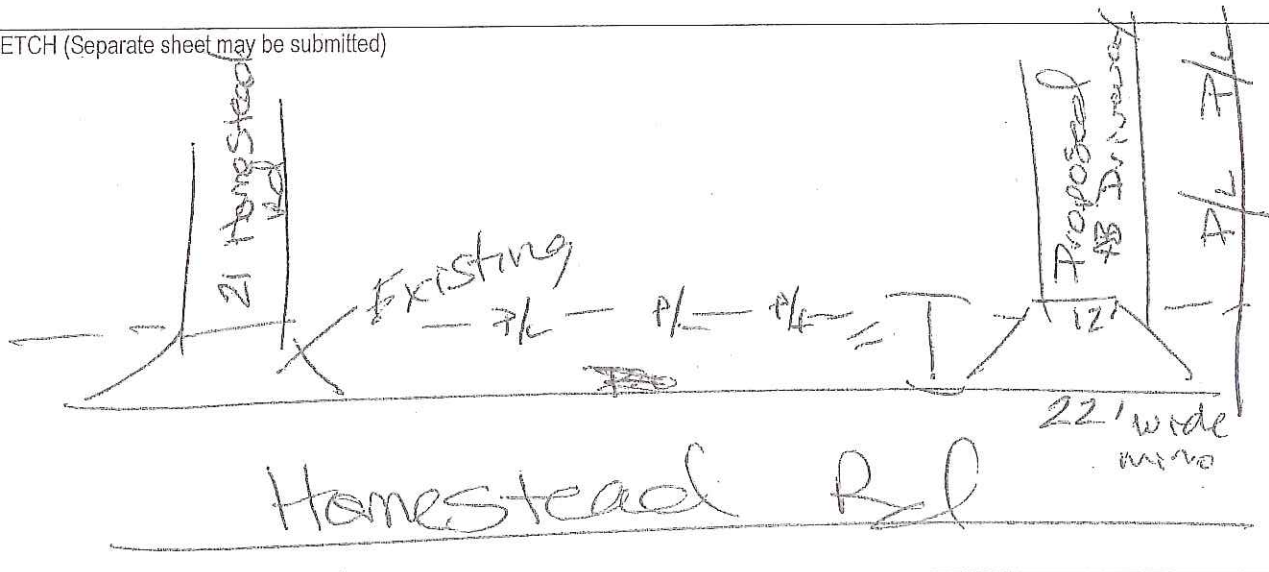 ETCH (Separate sheet may be submitted)
21 Homestead
Rd
Existing
P/L P/L P/L
Proposed
Driveway
P/L P/L
12'
22' wide
Homestead Rd